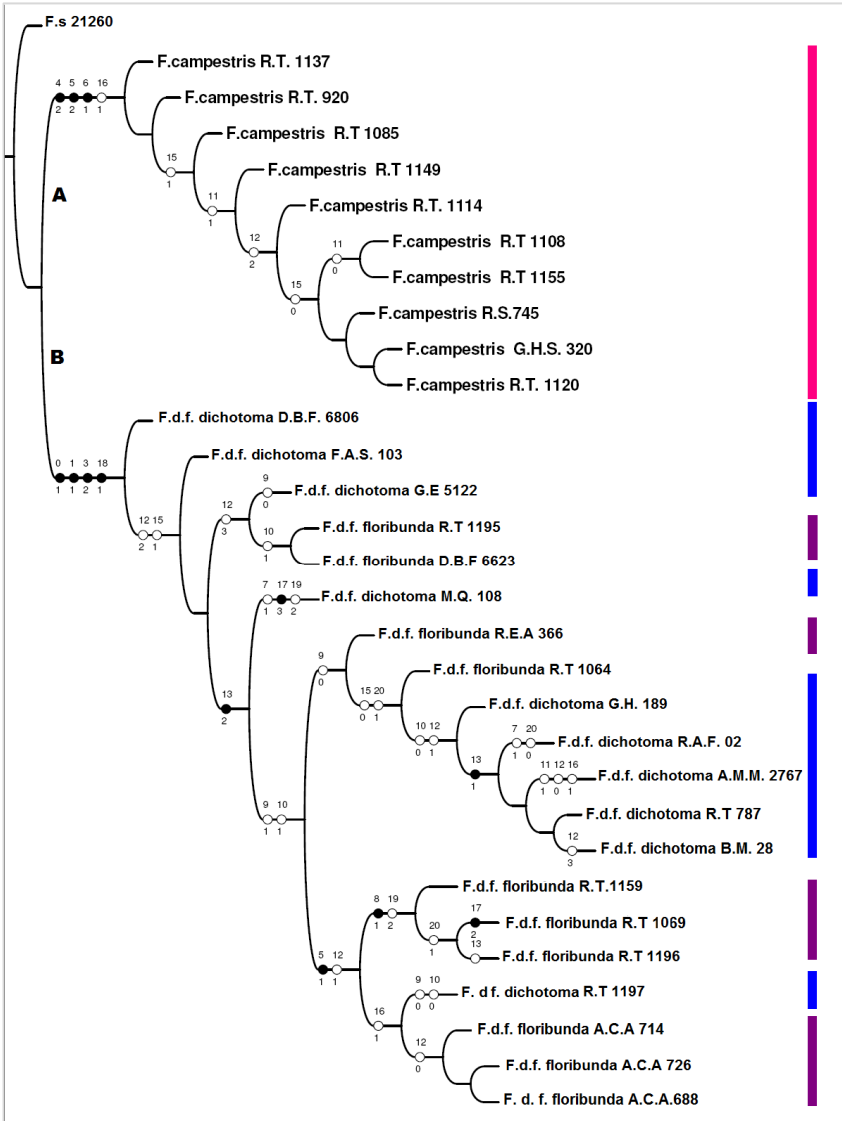 F.s 21260
F.campestris R.T. 1137
4 5 6 16
F.campestris R.T. 920
2 2 1 1
F.campestris R.T 1085
15
F.campestris R.T 1149
1
A
11
F.campestris R.T. 1114
1
12
F.campestris R.T 1108
11
2
0
F.campestris R.T 1155
15
0
F.campestris R.S.745
F.campestris G.H.S. 320
B
F.campestris R.T. 1120
F.d.f. dichotoma D.B.F. 6806
F.d.f. dichotoma F.A.S. 103
0 1 3 18
1 1 2 1
9
F.d.f. dichotoma G.E 5122
0
12
3
12 15
2 1
F.d.f. floribunda R.T 1195
10
1
F.d.f. floribunda D.B.F 6623
7 17 19
F.d.f. dichotoma M.Q. 108
1 3 2
F.d.f. floribunda R.E.A 366
9
0
F.d.f. floribunda R.T 1064
15 20
0 1
13
2
F.d.f. dichotoma G.H. 189
10 12
0 1
7 20
F.d.f. dichotoma R.A.F. 02
1 0
13
1
11 12 16
F.d.f. dichotoma A.M.M. 2767
1 0 1
9 10
1 1
F.d.f. dichotoma R.T 787
12
F.d.f. dichotoma B.M. 28
3
F.d.f. floribunda R.T.1159
8 19
1 2
17
F.d.f. floribunda R.T 1069
2
20
1
13
F.d.f. floribunda R.T 1196
5 12
1 1
9 10
F. d f. dichotoma R.T 1197
0 0
16
1
F.d.f. floribunda A.C.A 714
12
0
F.d.f. floribunda A.C.A 726
F. d. f. floribunda A.C.A.688